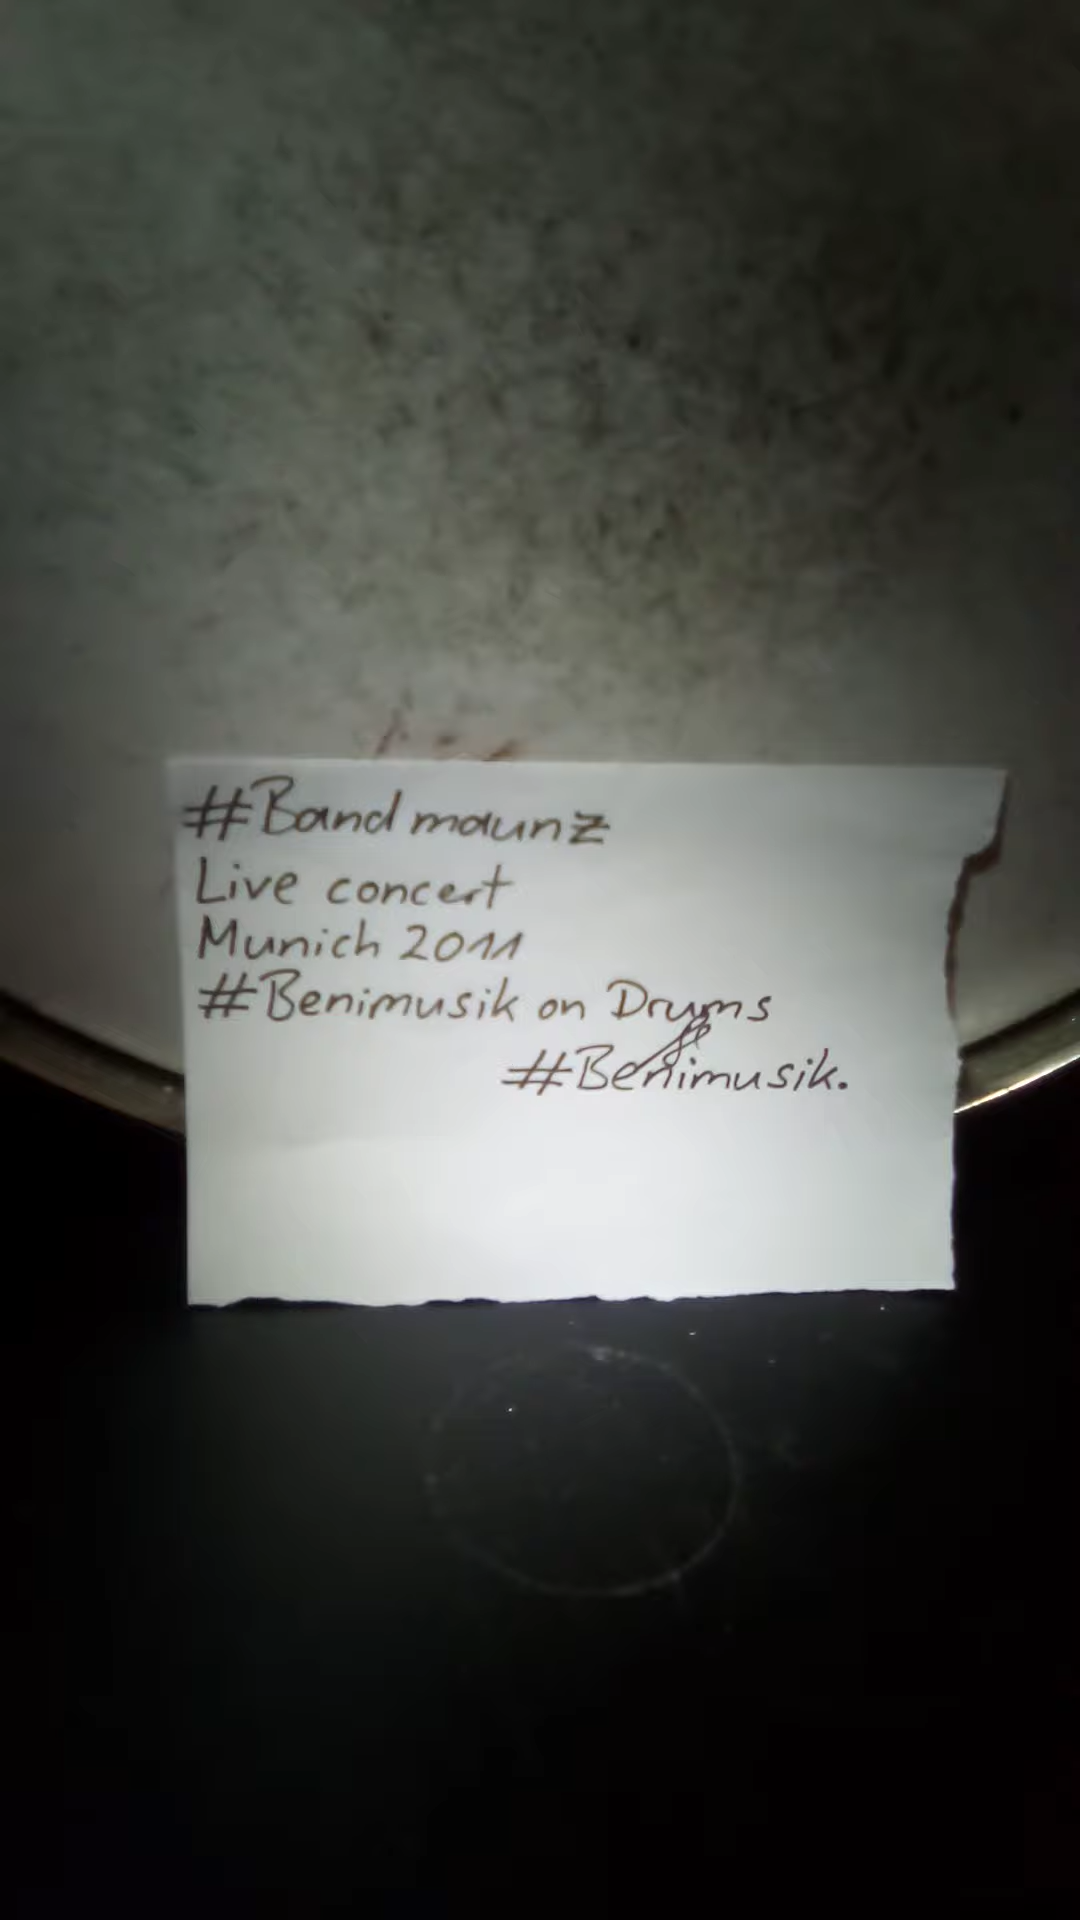 #Bandmaunz
Live concert
Munich 2011
#Benimusik on Drums
#Benimusik.